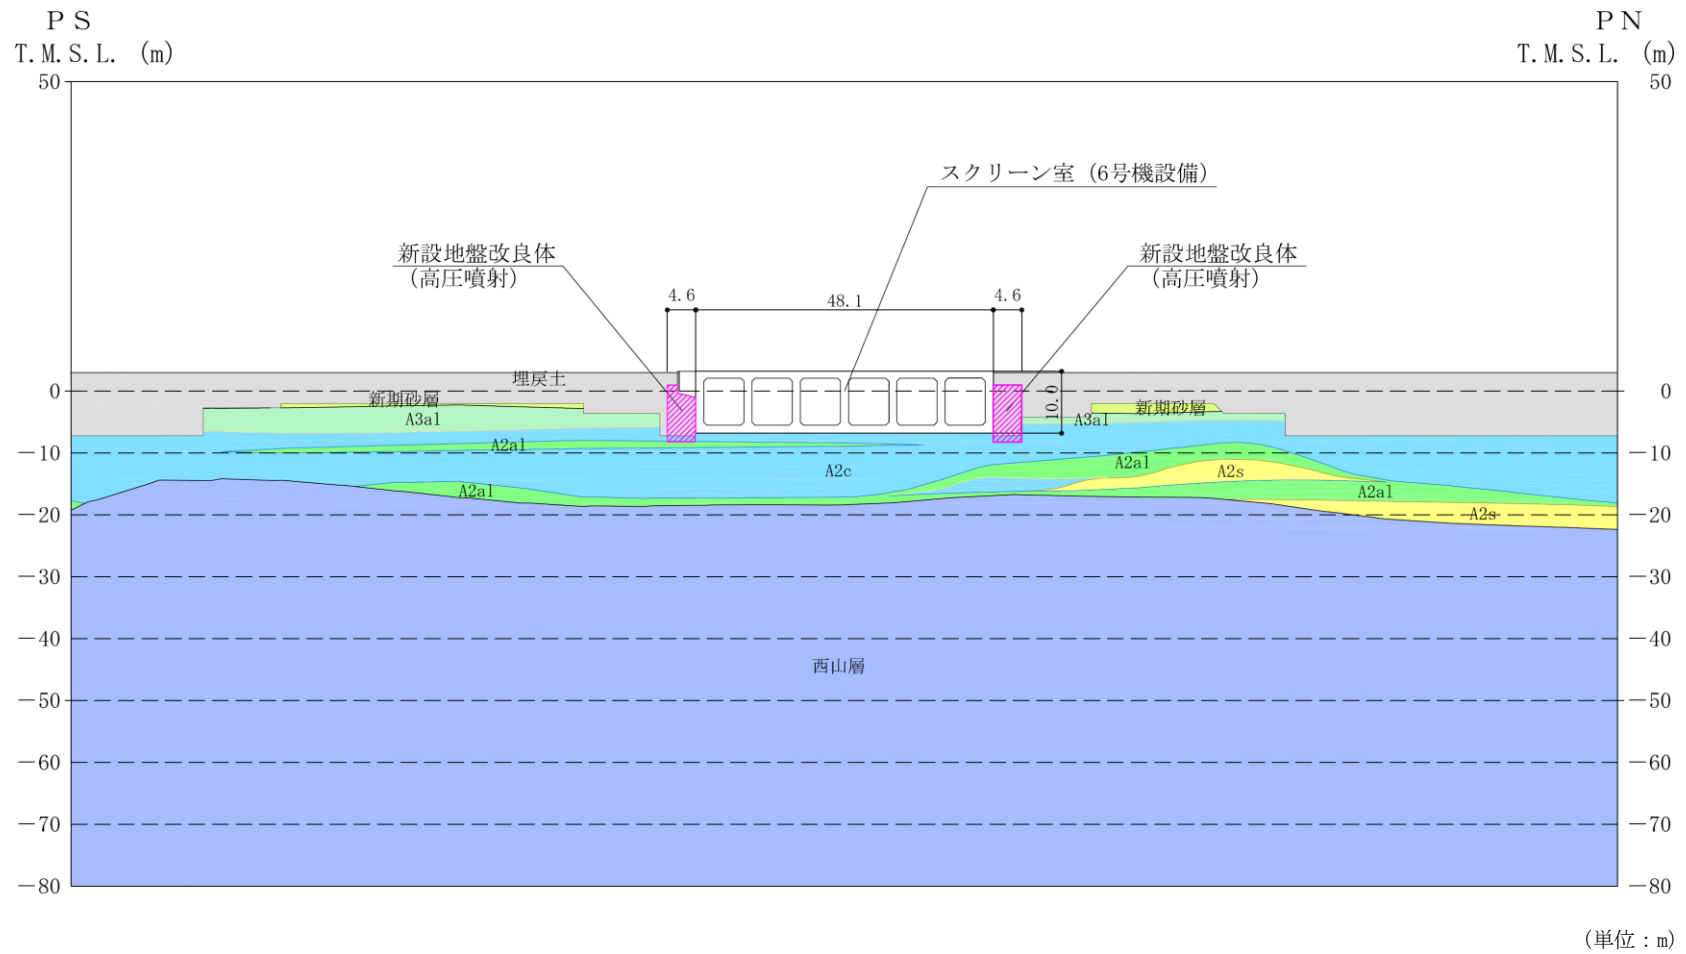 ＰＳ
ＰＮ
T.M.S.L. (m)
T.M.S.L. (m)
50
50
スクリーン室（6号機設備）
新設地盤改良体
（高圧噴射）
新設地盤改良体
（高圧噴射）
4.6
48.1
4.6
埋戻土
0
0
10.0
新期砂層
新期砂層
A3al
A3al
A2al
−10
−10
A2al
A2c
A2s
A2al
A2al
−20
A2s
−20
−30
−30
−40
−40
西山層
−50
−50
−60
−60
−70
−70
−80
−80
（単位：m）